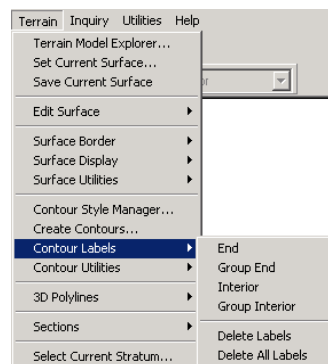 Terrain Inquiry Utilities Help
Terrain Model Explorer...
Set Current Surface...
Save Current Surface
Edit Surface
Surface Border
Surface Display
Surface Utilities
Contour Style Manager...
Create Contours...
Contour Labels
Contour Utilities
3D Polylines
Sections
Select Current Stratum...
End
Group End
Interior
Group Interior
Delete Labels
Delete All Labels